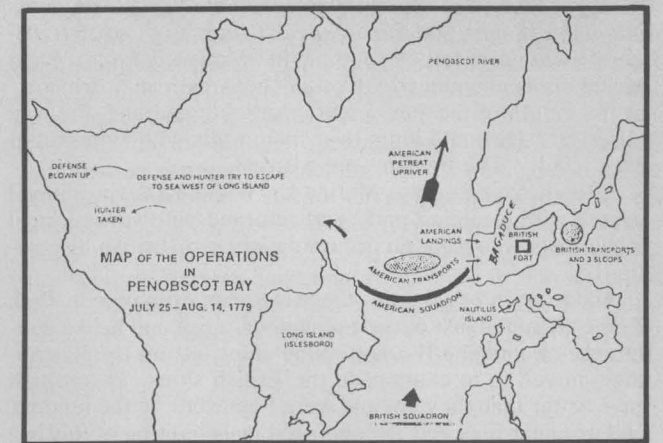 PENOBSCOT RIVER
AMERICAN
RETREAT
UPRIVER
DEFENSE
BLOWN UP
DEFENSE AND HUNTER TRY TO ESCAPE
TO SEA WEST OF LONG ISLAND
HUNTER
TAKEN
MAP OF THE OPERATIONS
IN
PENOBSCOT BAY
JULY 25–AUG. 14, 1779
AMERICAN
LANDINGS
BAGADUCE
BRITISH
FORT
BRITISH TRANSPORTS
AND 3 SLOOPS
AMERICAN TRANSPORTS
AMERICAN SQUADRON
NAUTILUS
ISLAND
LONG ISLAND
(ISLESBORO)
BRITISH SQUADRON